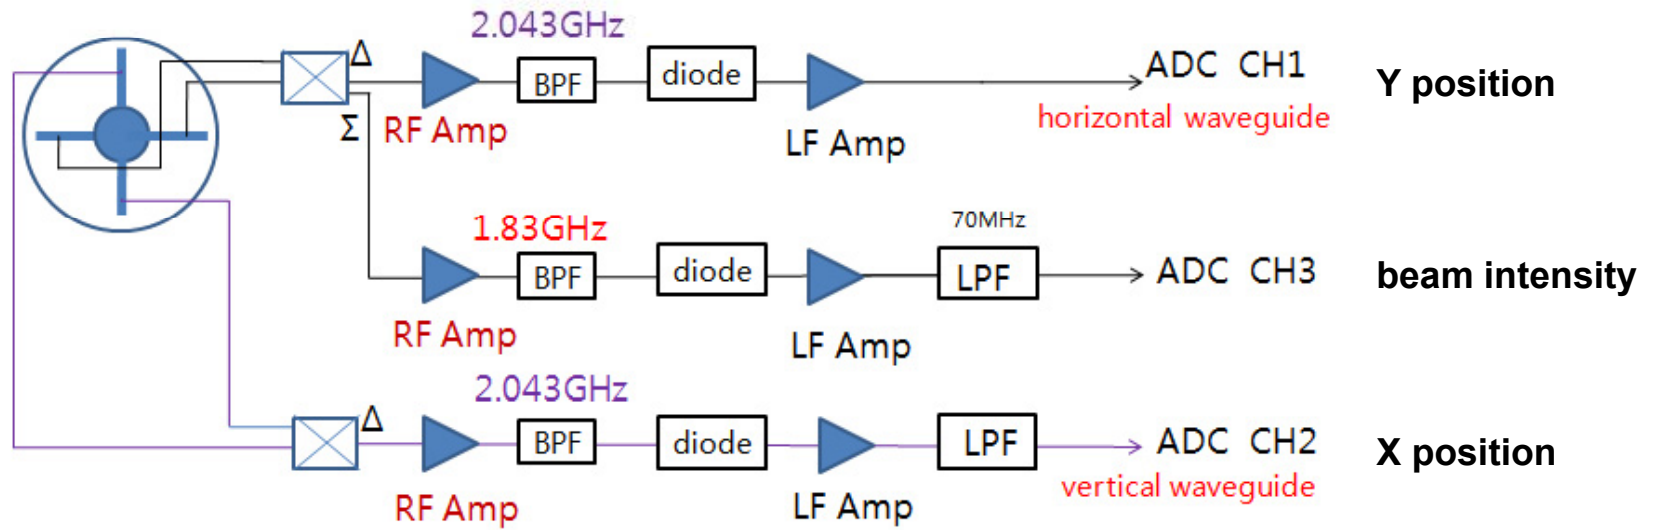 2.043GHz
Δ
BPF
diode
ADC CH1
Y position
Σ
RF Amp
LF Amp
horizontal waveguide
1.83GHz
70MHz
BPF
diode
LPF
ADC CH3
beam intensity
RF Amp
LF Amp
2.043GHz
Δ
BPF
diode
LPF
ADC CH2
X position
RF Amp
LF Amp
vertical waveguide